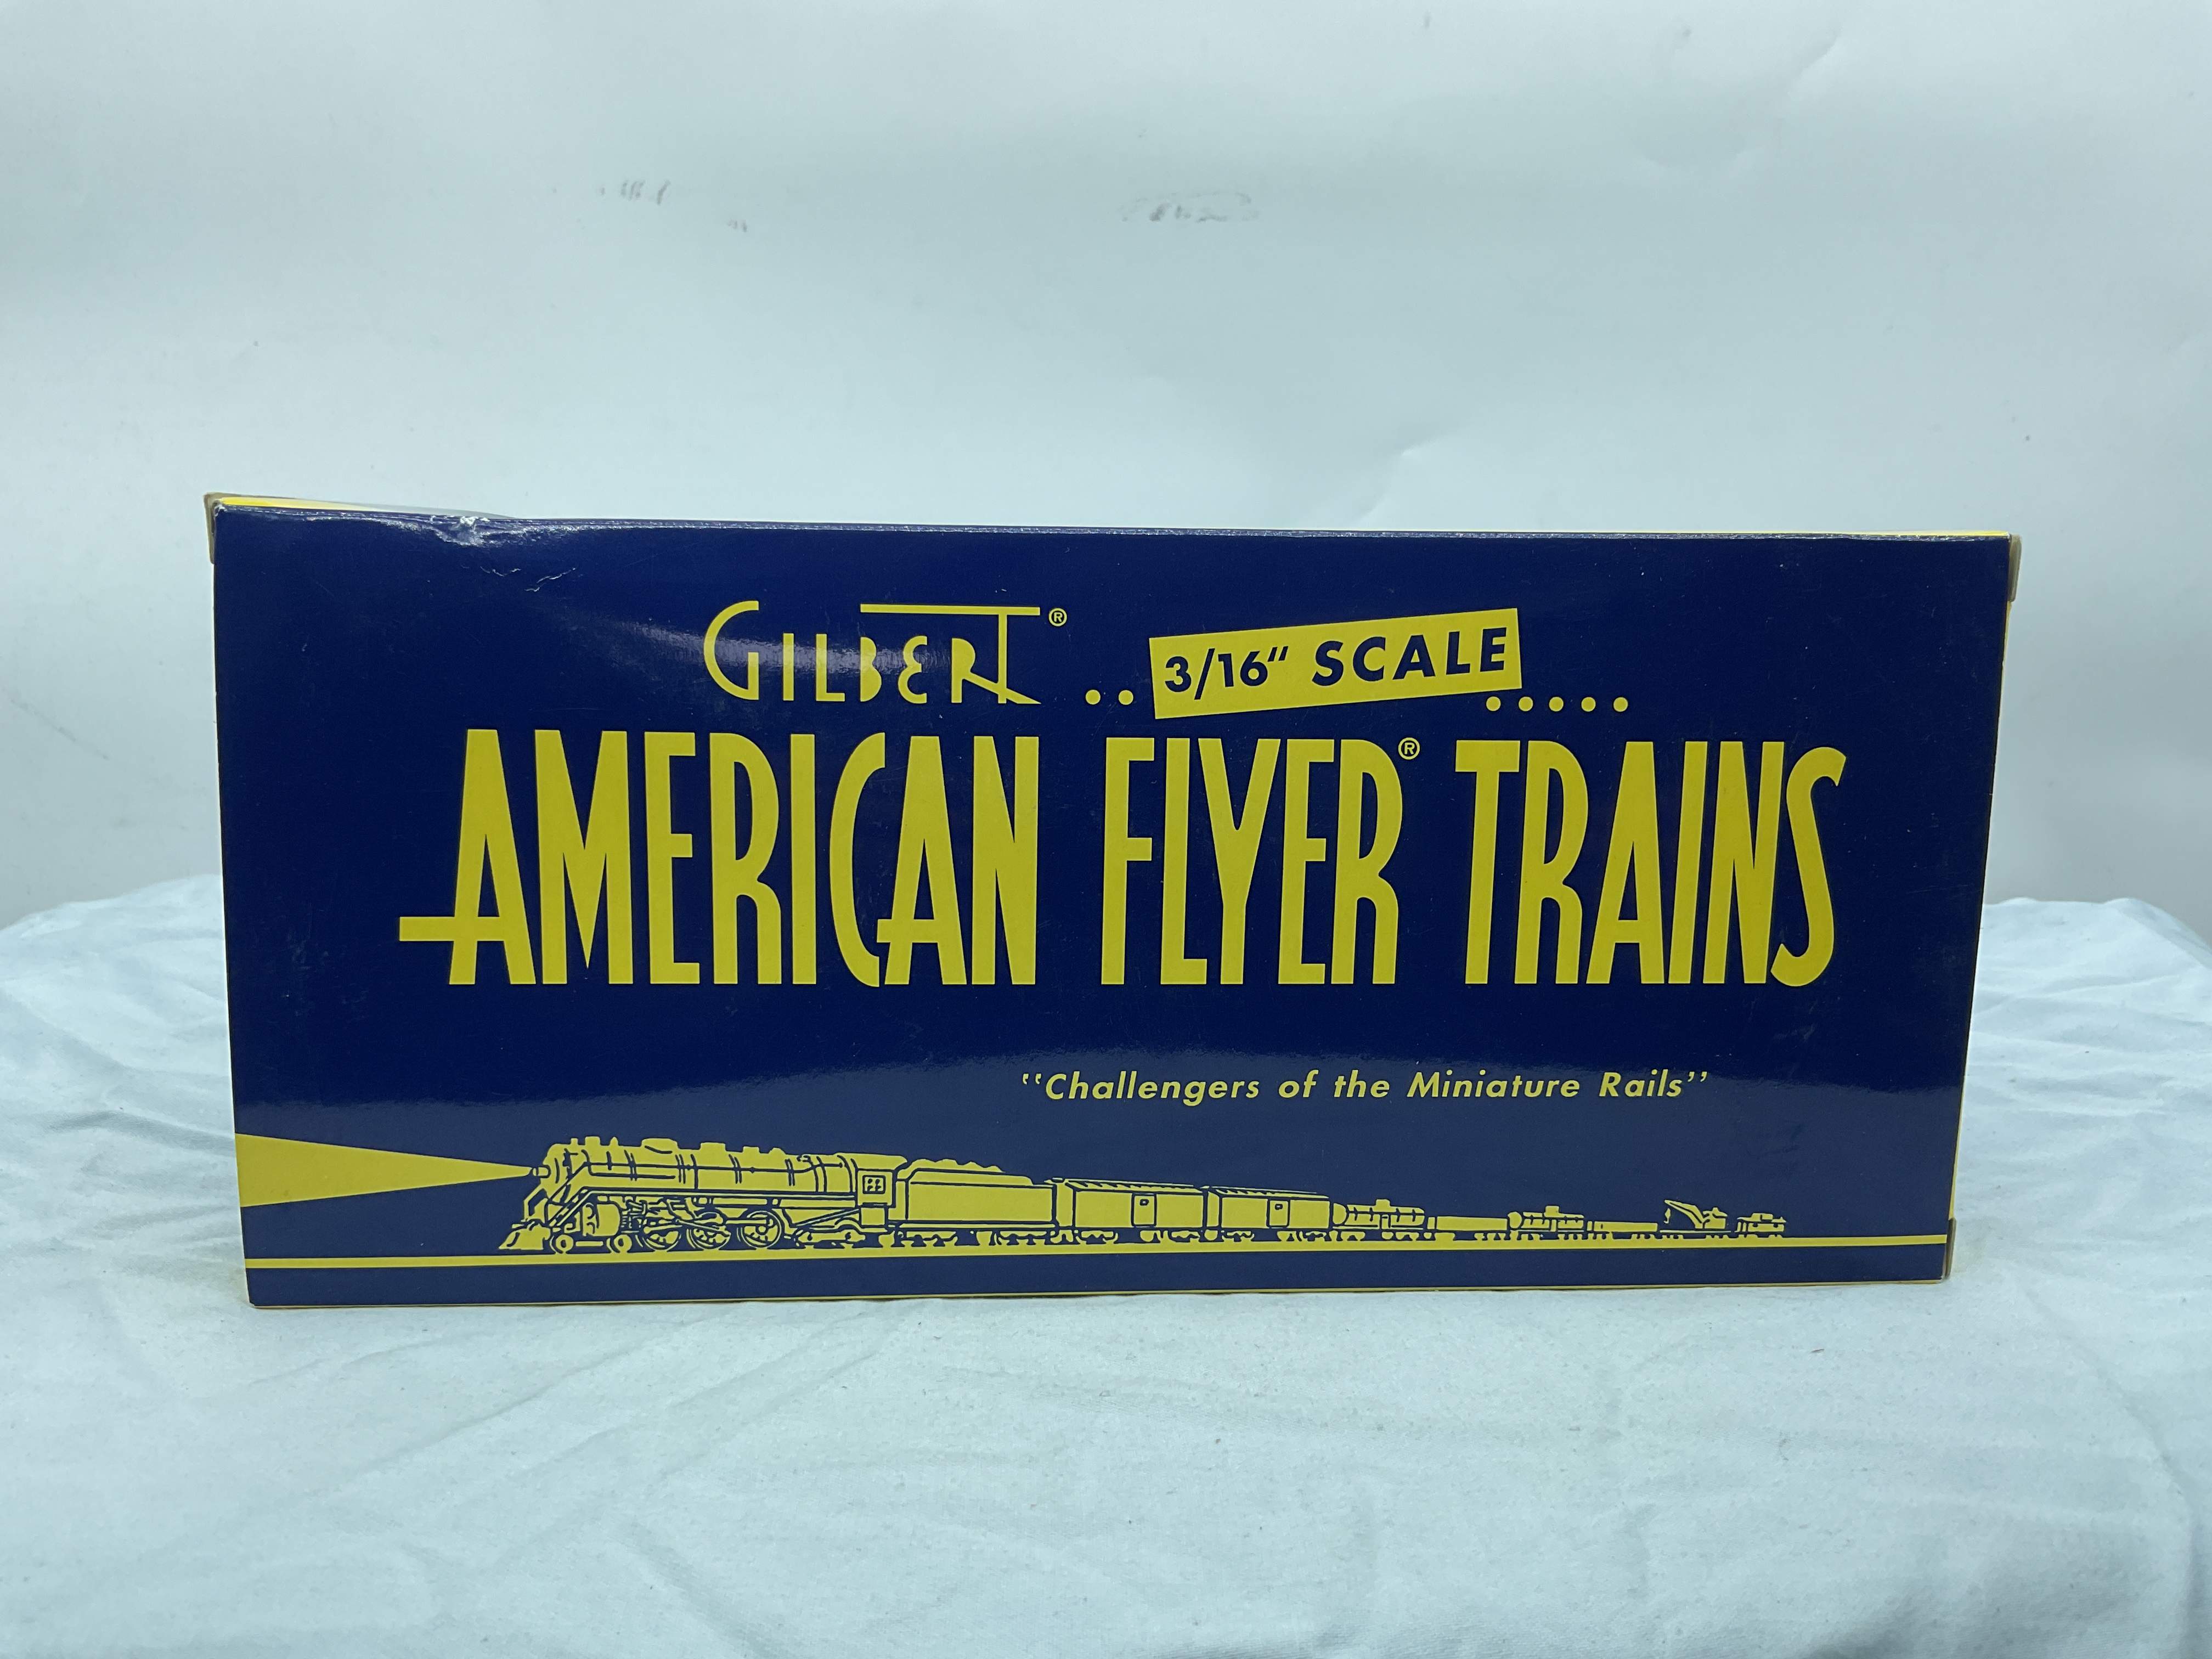 GILBERT® .. 3/16" SCALE .....
AMERICAN FLYER® TRAINS
"Challengers of the Miniature Rails"